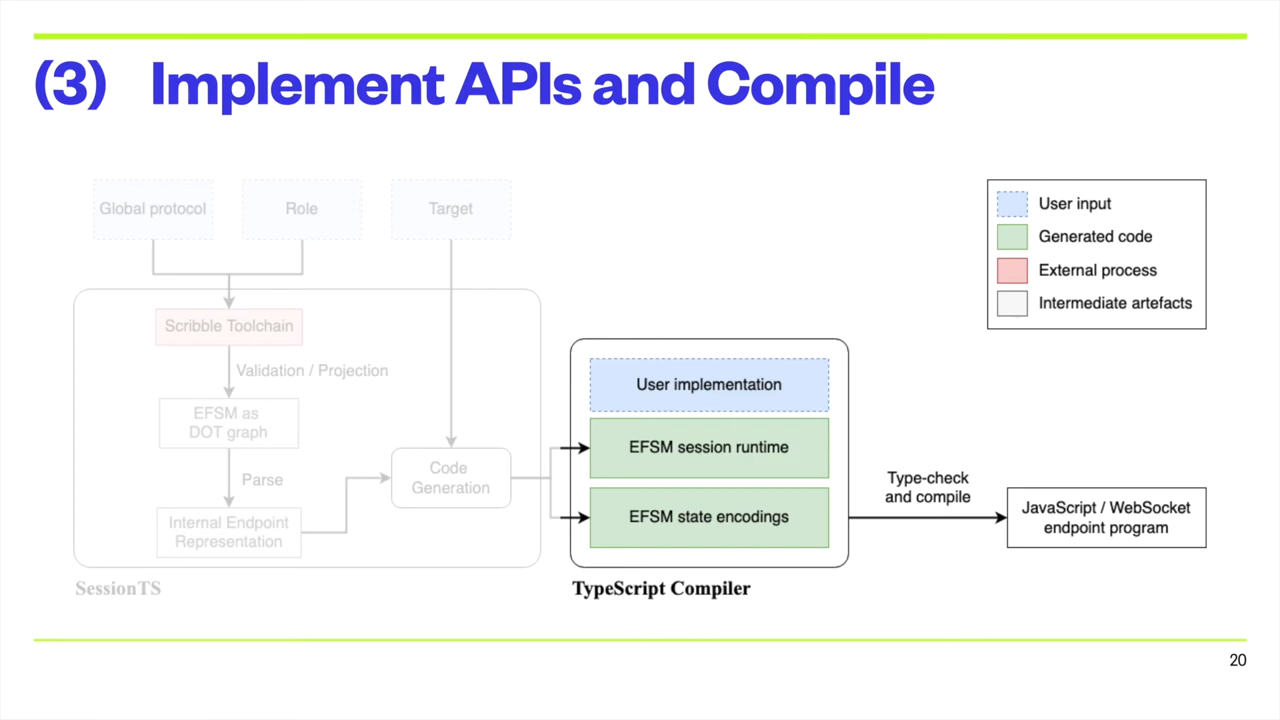 (3) Implement APIs and Compile
Global protocol
Role
Target
User input
Generated code
External process
Intermediate artefacts
Scribble Toolchain
Validation / Projection
EFSM as
DOT graph
Parse
Internal Endpoint
Representation
Code
Generation
SessionTS
User implementation
EFSM session runtime
EFSM state encodings
TypeScript Compiler
Type-check
and compile
JavaScript / WebSocket
endpoint program
20